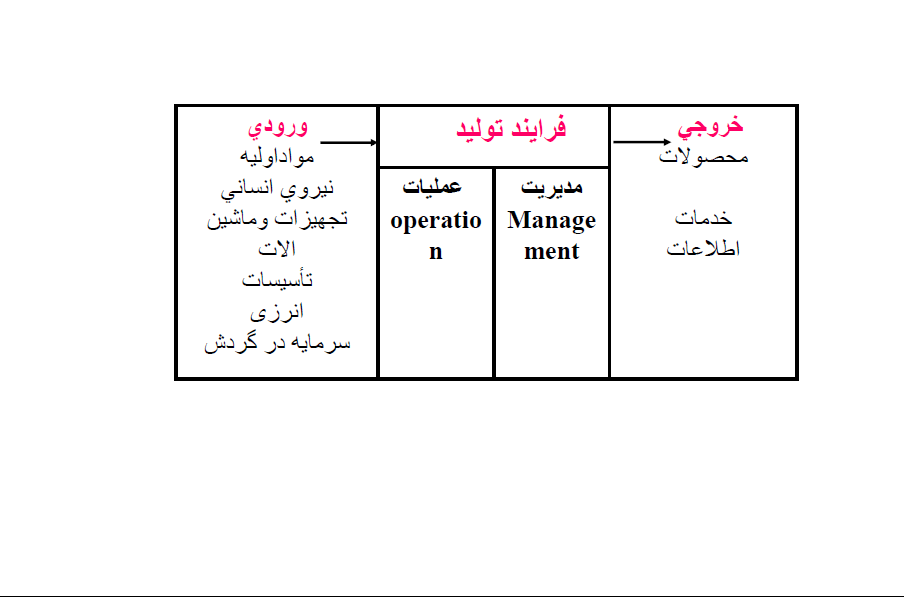 ورودي
مواداوليه
نيروي انساني
تجهيزات وماشين
الات
تأسيسات
انرزی
سرمايه در گردش
فرايند توليد
عمليات
operatio
n
مديريت
Manage
ment
خروجي
محصولات
خدمات
اطلاعات